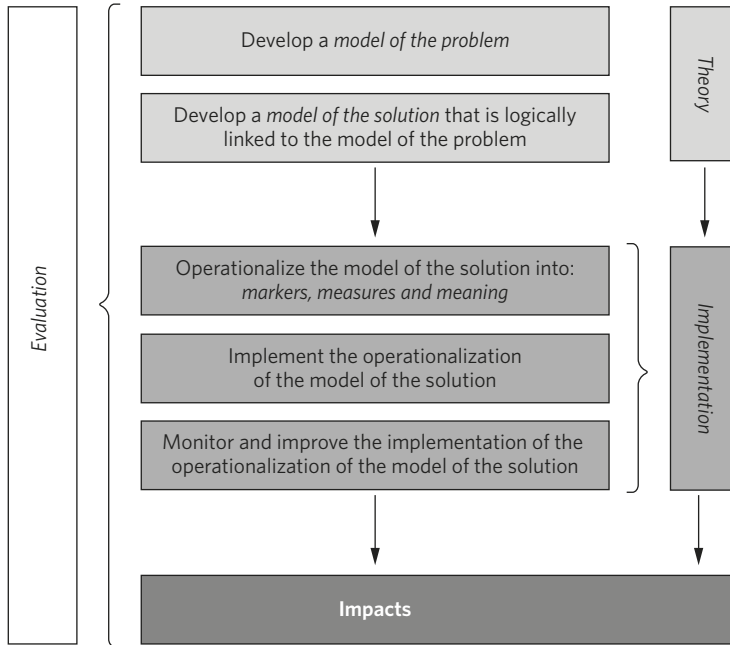 Develop a model of the problem
Develop a model of the solution that is logically
linked to the model of the problem
Theory
Evaluation
Operationalize the model of the solution into:
markers, measures and meaning
Implement the operationalization
of the model of the solution
Monitor and improve the implementation of the
operationalization of the model of the solution
Implementation
Impacts